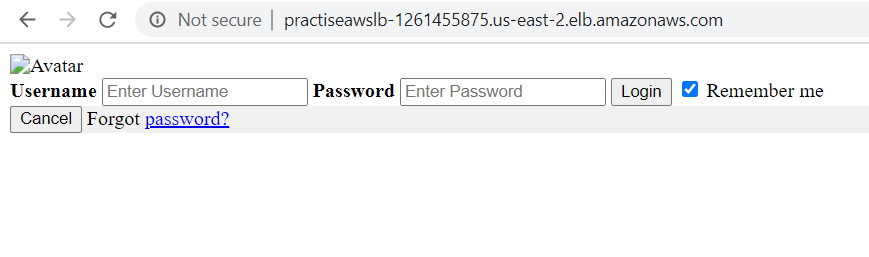 Not secure | practiseawslb-1261455875.us-east-2.elb.amazonaws.com
Avatar
Username Enter Username Password Enter Password Login Remember me
Cancel Forgot password?